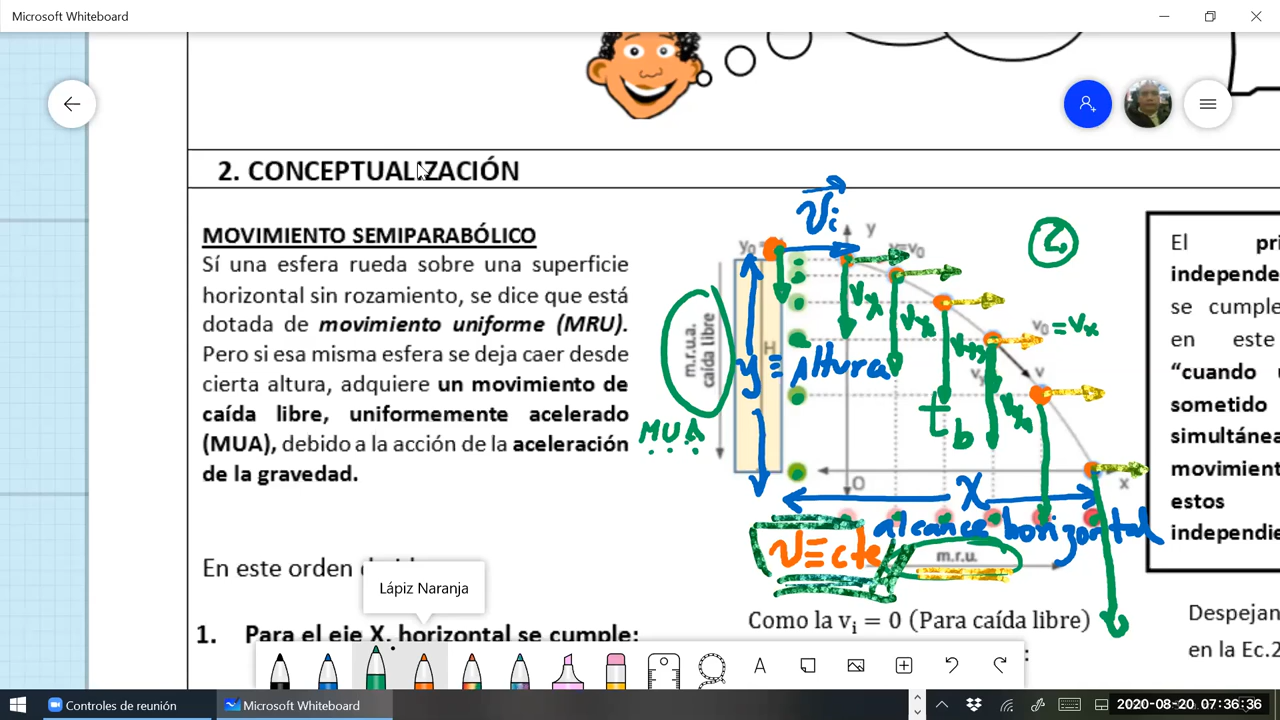 Microsoft Whiteboard
2. CONCEPTUALIZACIÓN
MOVIMIENTO SEMIPARABÓLICO
Sí una esfera rueda sobre una superficie
horizontal sin rozamiento, se dice que está
dotada de movimiento uniforme (MRU).
Pero si esa misma esfera se deja caer desde
cierta altura, adquiere un movimiento de
caída libre, uniformemente acelerado
(MUA), debido a la acción de la aceleración
de la gravedad.
En este orden
1. Para el eje X, horizontal se cumple:
Vi
y
y₀
2
m.r.u.a.
caída libre
MUA
H
y ≡ Altura
v₀ = Vx
v
tb
O
x
X
alcance horizontal
V ≡ cte
m.r.u.
Como la vᵢ = 0 (Para caída libre)
El pri
independe
se cumple
en este
"cuando u
sometido
simultánea
movimient
estos
independie
Despejan
en la Ec.2
Lápiz Naranja
A
Controles de reunión
Microsoft Whiteboard
2020-08-20 07:36:36